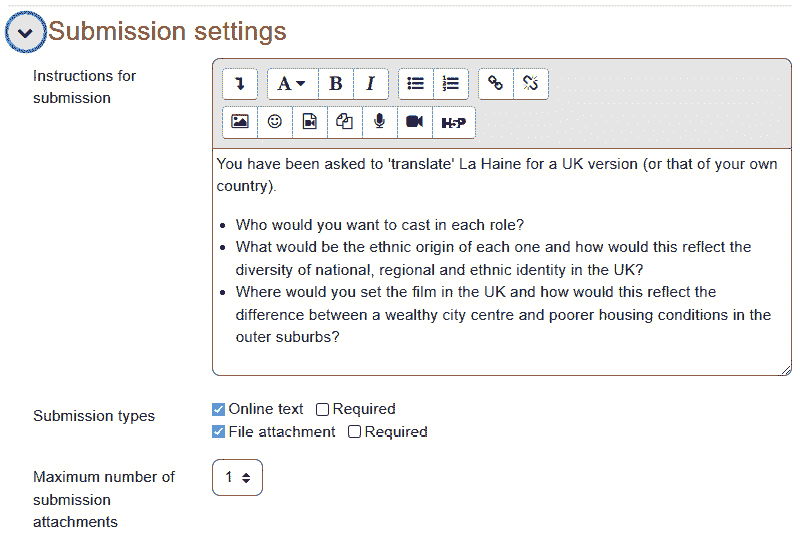 Submission settings
Instructions for
submission
A B I
H5P
You have been asked to 'translate' La Haine for a UK version (or that of your own
country).
Who would you want to cast in each role?
What would be the ethnic origin of each one and how would this reflect the
diversity of national, regional and ethnic identity in the UK?
Where would you set the film in the UK and how would this reflect the
difference between a wealthy city centre and poorer housing conditions in the
outer suburbs?
Submission types
Online text Required
File attachment Required
Maximum number of
submission
attachments
1